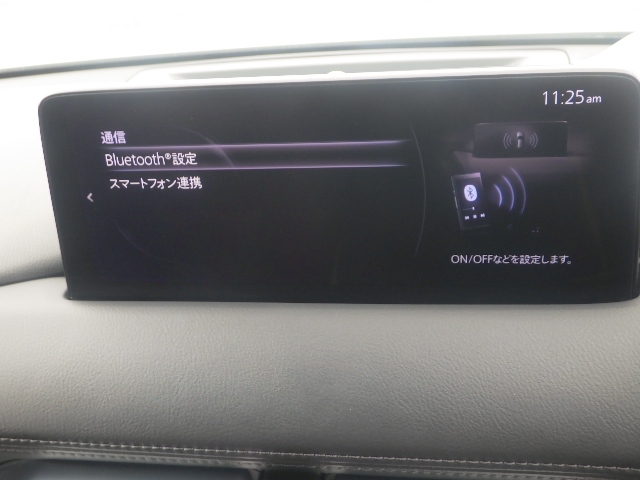 11:25am
通信
Bluetooth®設定
スマートフォン連携
ON/OFFなどを設定します。